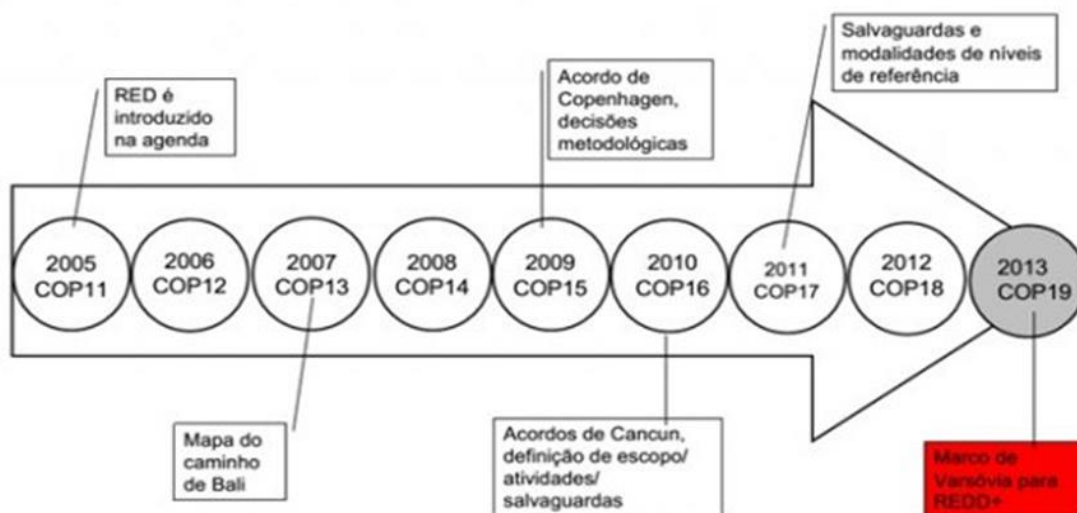 RED é
introduzido
na agenda
Acordo de
Copenhagen,
decisões
metodológicas
Salvaguardas e
modalidades de níveis
de referência
2005
COP11
2006
COP12
2007
COP13
2008
COP14
2009
COP15
2010
COP16
2011
COP17
2012
COP18
2013
COP19
Mapa do
caminho
de Bali
Acordos de Cancun,
definição de escopo/
atividades/
salvaguardas
Marco de
Varsóvia para
REDD+